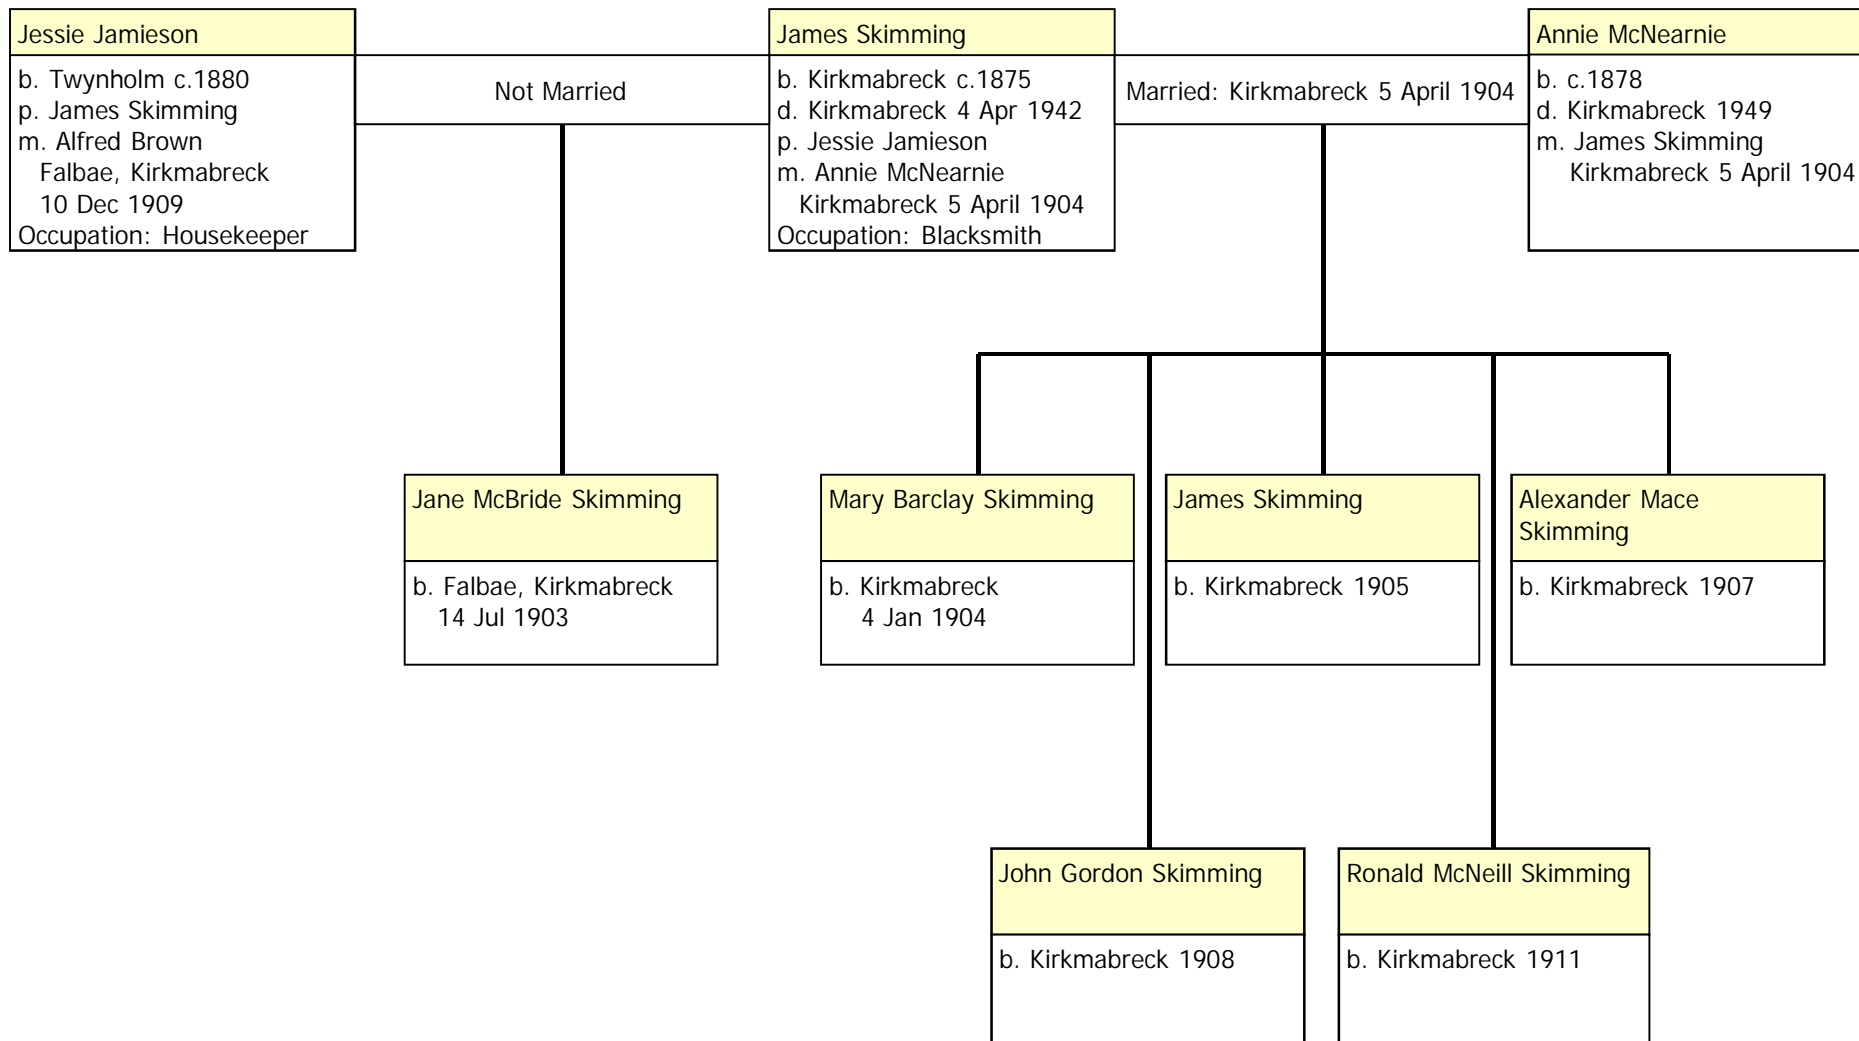 Jessie Jamieson
b. Twynholm c.1880
p. James Skimming
m. Alfred Brown
Falbae, Kirkmabreck
10 Dec 1909
Occupation: Housekeeper
Not Married
James Skimming
b. Kirkmabreck c.1875
d. Kirkmabreck 4 Apr 1942
p. Jessie Jamieson
m. Annie McNearnie
Kirkmabreck 5 April 1904
Occupation: Blacksmith
Married: Kirkmabreck 5 April 1904
Annie McNearnie
b. c.1878
d. Kirkmabreck 1949
m. James Skimming
Kirkmabreck 5 April 1904
Jane McBride Skimming
b. Falbae, Kirkmabreck
14 Jul 1903
Mary Barclay Skimming
b. Kirkmabreck
4 Jan 1904
James Skimming
b. Kirkmabreck 1905
Alexander Mace
Skimming
b. Kirkmabreck 1907
John Gordon Skimming
b. Kirkmabreck 1908
Ronald McNeill Skimming
b. Kirkmabreck 1911